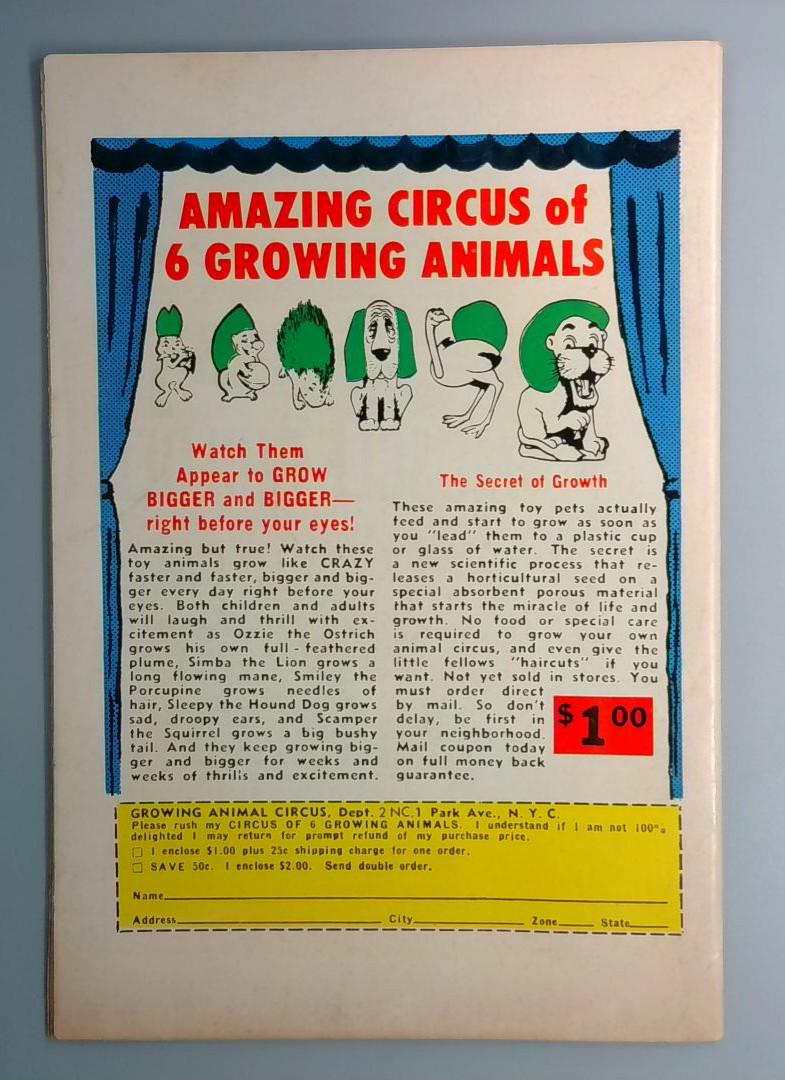 AMAZING CIRCUS of
6 GROWING ANIMALS
Watch Them
Appear to GROW
BIGGER and BIGGER—
right before your eyes!
Amazing but true! Watch these
toy animals grow like CRAZY
faster and faster, bigger and big-
ger every day right before your
eyes. Both children and adults
will laugh and thrill with ex-
citement as Ozzie the Ostrich
grows his own full - feathered
plume, Simba the Lion grows a
long flowing mane, Smiley the
Porcupine grows needles of
hair, Sleepy the Hound Dog grows
sad, droopy ears, and Scamper
the Squirrel grows a big bushy
tail. And they keep growing big-
ger and bigger for weeks and
weeks of thrills and excitement.
The Secret of Growth
These amazing toy pets actually
feed and start to grow as soon as
you "lead" them to a plastic cup
or glass of water. The secret is
a new scientific process that re-
leases a horticultural seed on a
special absorbent porous material
that starts the miracle of life and
growth. No food or special care
is required to grow your own
animal circus, and even give the
little fellows "haircuts" if you
want. Not yet sold in stores. You
must order direct
by mail. So don't
delay, be first in
your neighborhood.
Mail coupon today
on full money back
guarantee.
$1 00
GROWING ANIMAL CIRCUS, Dept. 2 NC, 1 Park Ave., N. Y. C.
Please rush my CIRCUS OF 6 GROWING ANIMALS. I understand if I am not 100%
delighted I may return for prompt refund of my purchase price.
□ I enclose $1.00 plus 25c shipping charge for one order.
□ SAVE 50c. I enclose $2.00. Send double order.
Name
Address City Zone State